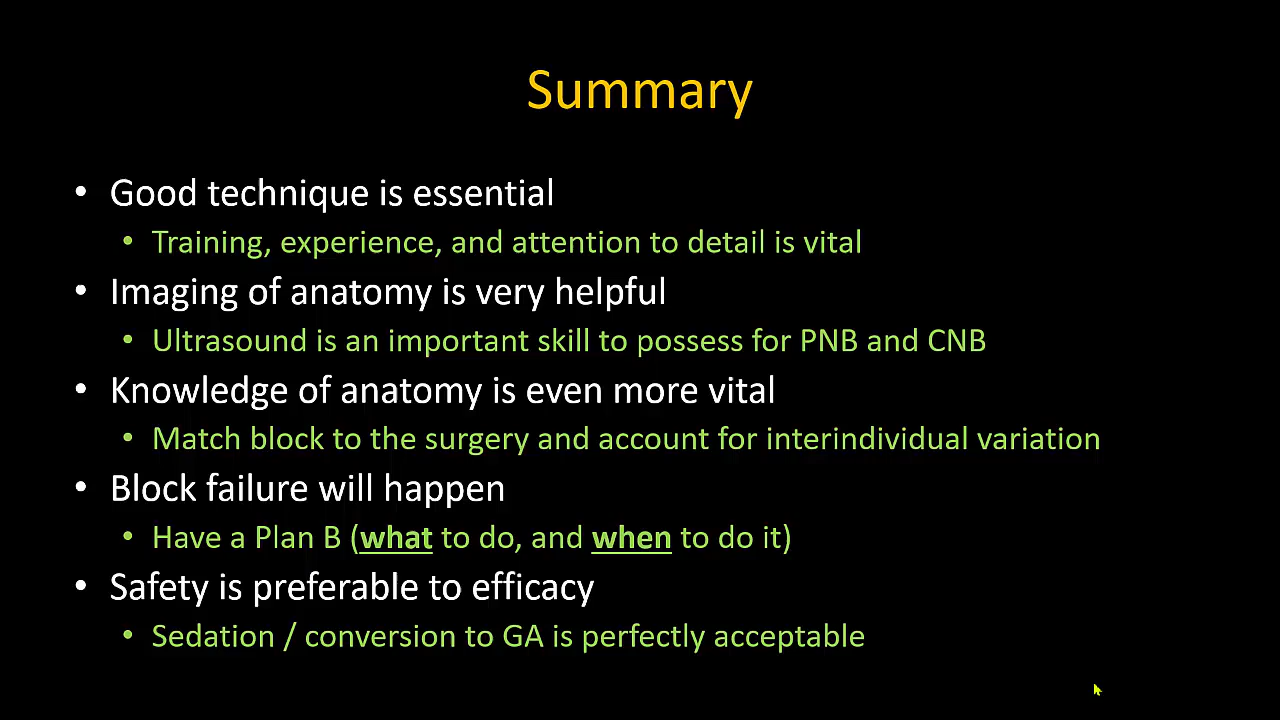 Summary
• Good technique is essential
• Training, experience, and attention to detail is vital
• Imaging of anatomy is very helpful
• Ultrasound is an important skill to possess for PNB and CNB
• Knowledge of anatomy is even more vital
• Match block to the surgery and account for interindividual variation
• Block failure will happen
• Have a Plan B (what to do, and when to do it)
• Safety is preferable to efficacy
• Sedation / conversion to GA is perfectly acceptable